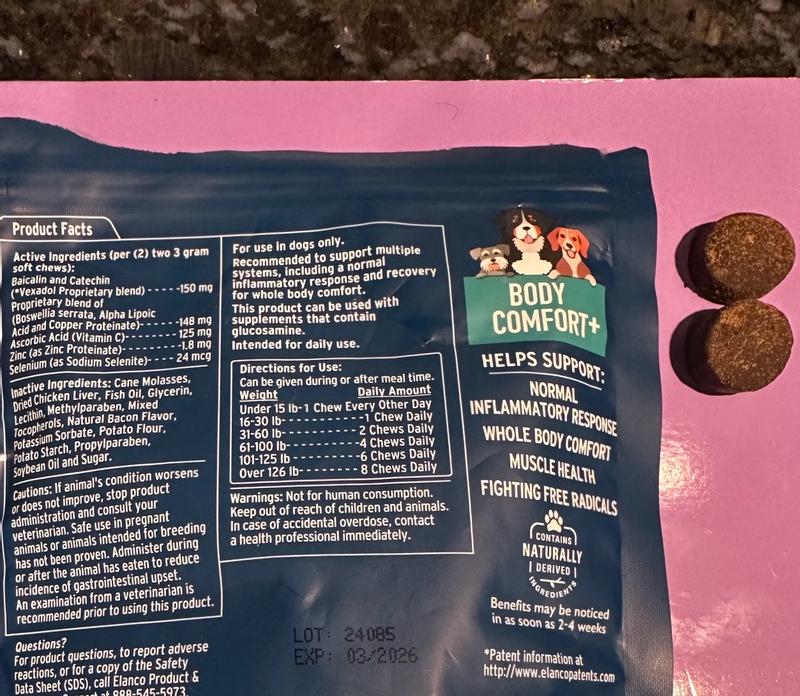 Product Facts
Active Ingredients (per (2) two 3 gram
soft chews):
Baicalin and Catechin
(*Vexadol Proprietary blend) - - - - -150 mg
Proprietary blend of
(Boswellia serrata, Alpha Lipoic
Acid and Copper Proteinate)- - - - -148 mg
Ascorbic Acid (Vitamin C)- - - - - - 125 mg
Zinc (as Zinc Proteinate)- - - - - - -1.8 mg
Selenium (as Sodium Selenite)- - - - 24 mcg
Inactive Ingredients: Cane Molasses,
Dried Chicken Liver, Fish Oil, Glycerin,
Lecithin, Methylparaben, Mixed
Tocopherols, Natural Bacon Flavor,
Potassium Sorbate, Potato Flour,
Potato Starch, Propylparaben,
Soybean Oil and Sugar.
Cautions: If animal's condition worsens
or does not improve, stop product
administration and consult your
veterinarian. Safe use in pregnant
animals or animals intended for breeding
has not been proven. Administer during
or after the animal has eaten to reduce
incidence of gastrointestinal upset.
An examination from a veterinarian is
recommended prior to using this product.
Questions?
For product questions, to report adverse
reactions, or for a copy of the Safety
Data Sheet (SDS), call Elanco Product &
at 888-545-5973.
For use in dogs only.
Recommended to support multiple
systems, including a normal
inflammatory response and recovery
for whole body comfort.
This product can be used with
supplements that contain
glucosamine.
Intended for daily use.
Directions for Use:
Can be given during or after meal time.
Weight Daily Amount
Under 15 lb-1 Chew Every Other Day
16-30 lb- - - - - - - - - - -1 Chew Daily
31-60 lb- - - - - - - - - - 2 Chews Daily
61-100 lb- - - - - - - - - -4 Chews Daily
101-125 lb - - - - - - - - -6 Chews Daily
Over 126 lb- - - - - - - - 8 Chews Daily
Warnings: Not for human consumption.
Keep out of reach of children and animals.
In case of accidental overdose, contact
a health professional immediately.
LOT: 24085
EXP: 03/2026
BODY
COMFORT+
HELPS SUPPORT:
NORMAL
INFLAMMATORY RESPONSE
WHOLE BODY COMFORT
MUSCLE HEALTH
FIGHTING FREE RADICALS
CONTAINS
NATURALLY
DERIVED
INGREDIENTS
Benefits may be noticed
in as soon as 2-4 weeks
*Patent information at
http://www.elancopatents.com